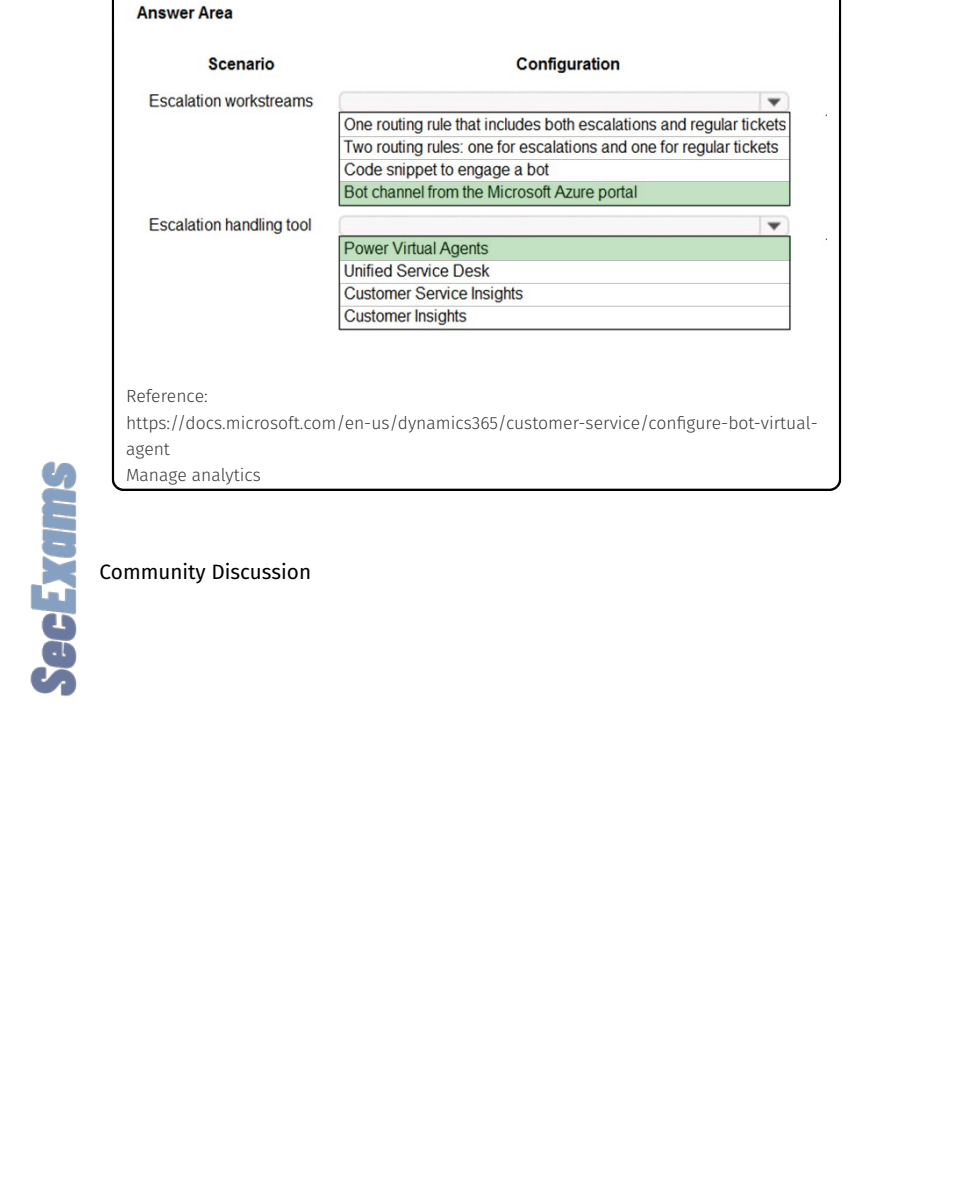 Answer Area
Scenario Configuration
Escalation workstreams
One routing rule that includes both escalations and regular tickets
Two routing rules: one for escalations and one for regular tickets
Code snippet to engage a bot
Bot channel from the Microsoft Azure portal
Escalation handling tool
Power Virtual Agents
Unified Service Desk
Customer Service Insights
Customer Insights
Reference:
https://docs.microsoft.com/en-us/dynamics365/customer-service/configure-bot-virtual-
agent
Manage analytics
SecExams
Community Discussion